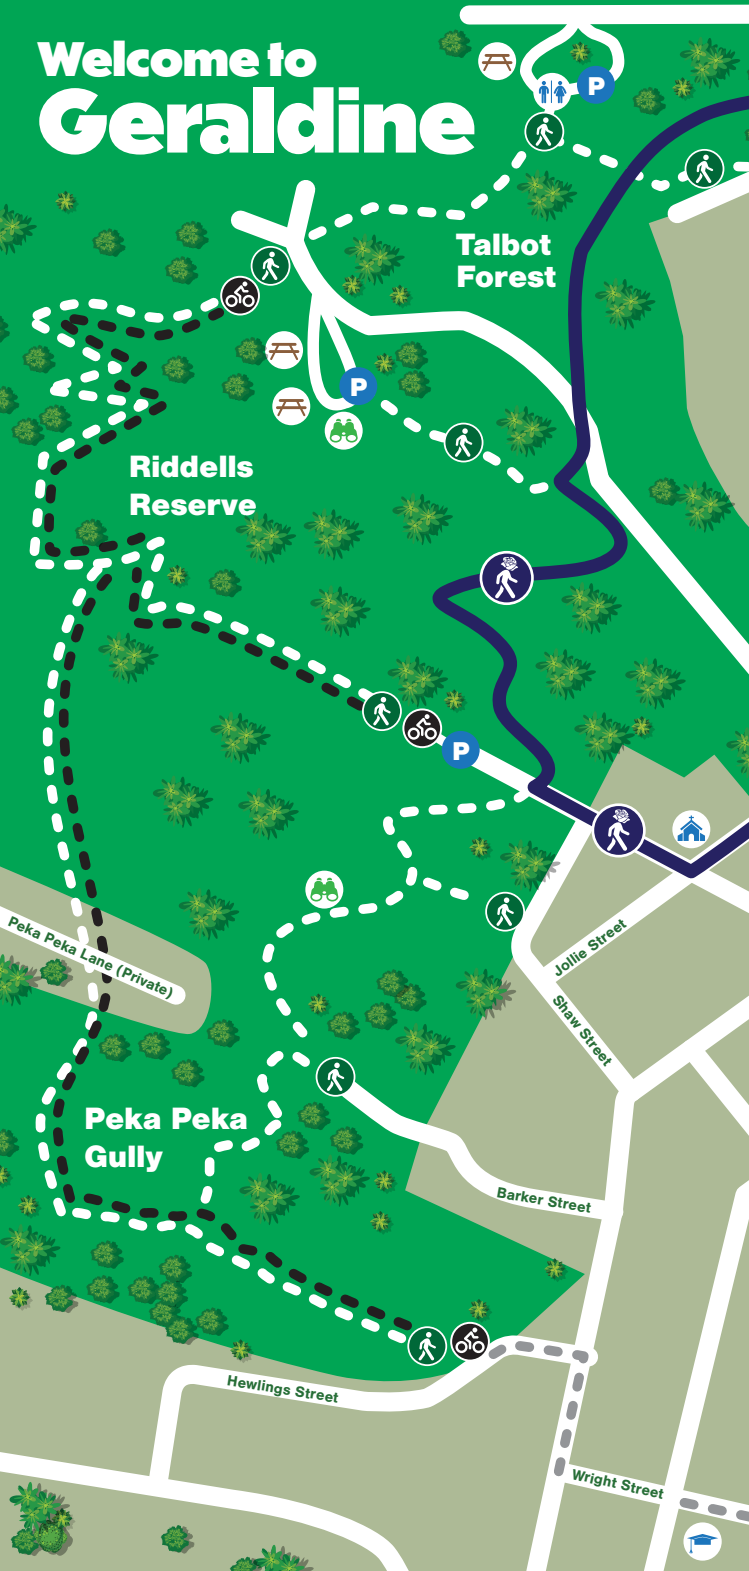 Welcome to
Geraldine
P
Talbot
Forest
P
Riddells
Reserve
P
Jollie Street
Peka Peka Lane (Private)
Shaw Street
Peka Peka
Gully
Barker Street
Hewlings Street
Wright Street